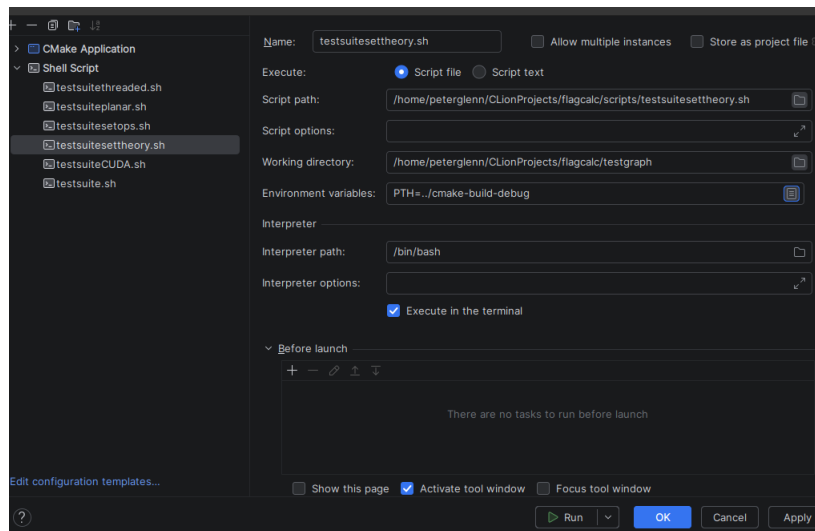 CMake Application
Shell Script
testsuitethreaded.sh
testsuiteplanar.sh
testsuitesetops.sh
testsuitesettheory.sh
testsuiteCUDA.sh
testsuite.sh
Edit configuration templates...
Name: testsuitesettheory.sh Allow multiple instances Store as project file
Execute: Script file Script text
Script path: /home/peterglenn/CLionProjects/flagcalc/scripts/testsuitesettheory.sh
Script options:
Working directory: /home/peterglenn/CLionProjects/flagcalc/testgraph
Environment variables: PTH=../cmake-build-debug
Interpreter
Interpreter path: /bin/bash
Interpreter options:
Execute in the terminal
Before launch
There are no tasks to run before launch
Show this page Activate tool window Focus tool window
? Run OK Cancel Apply